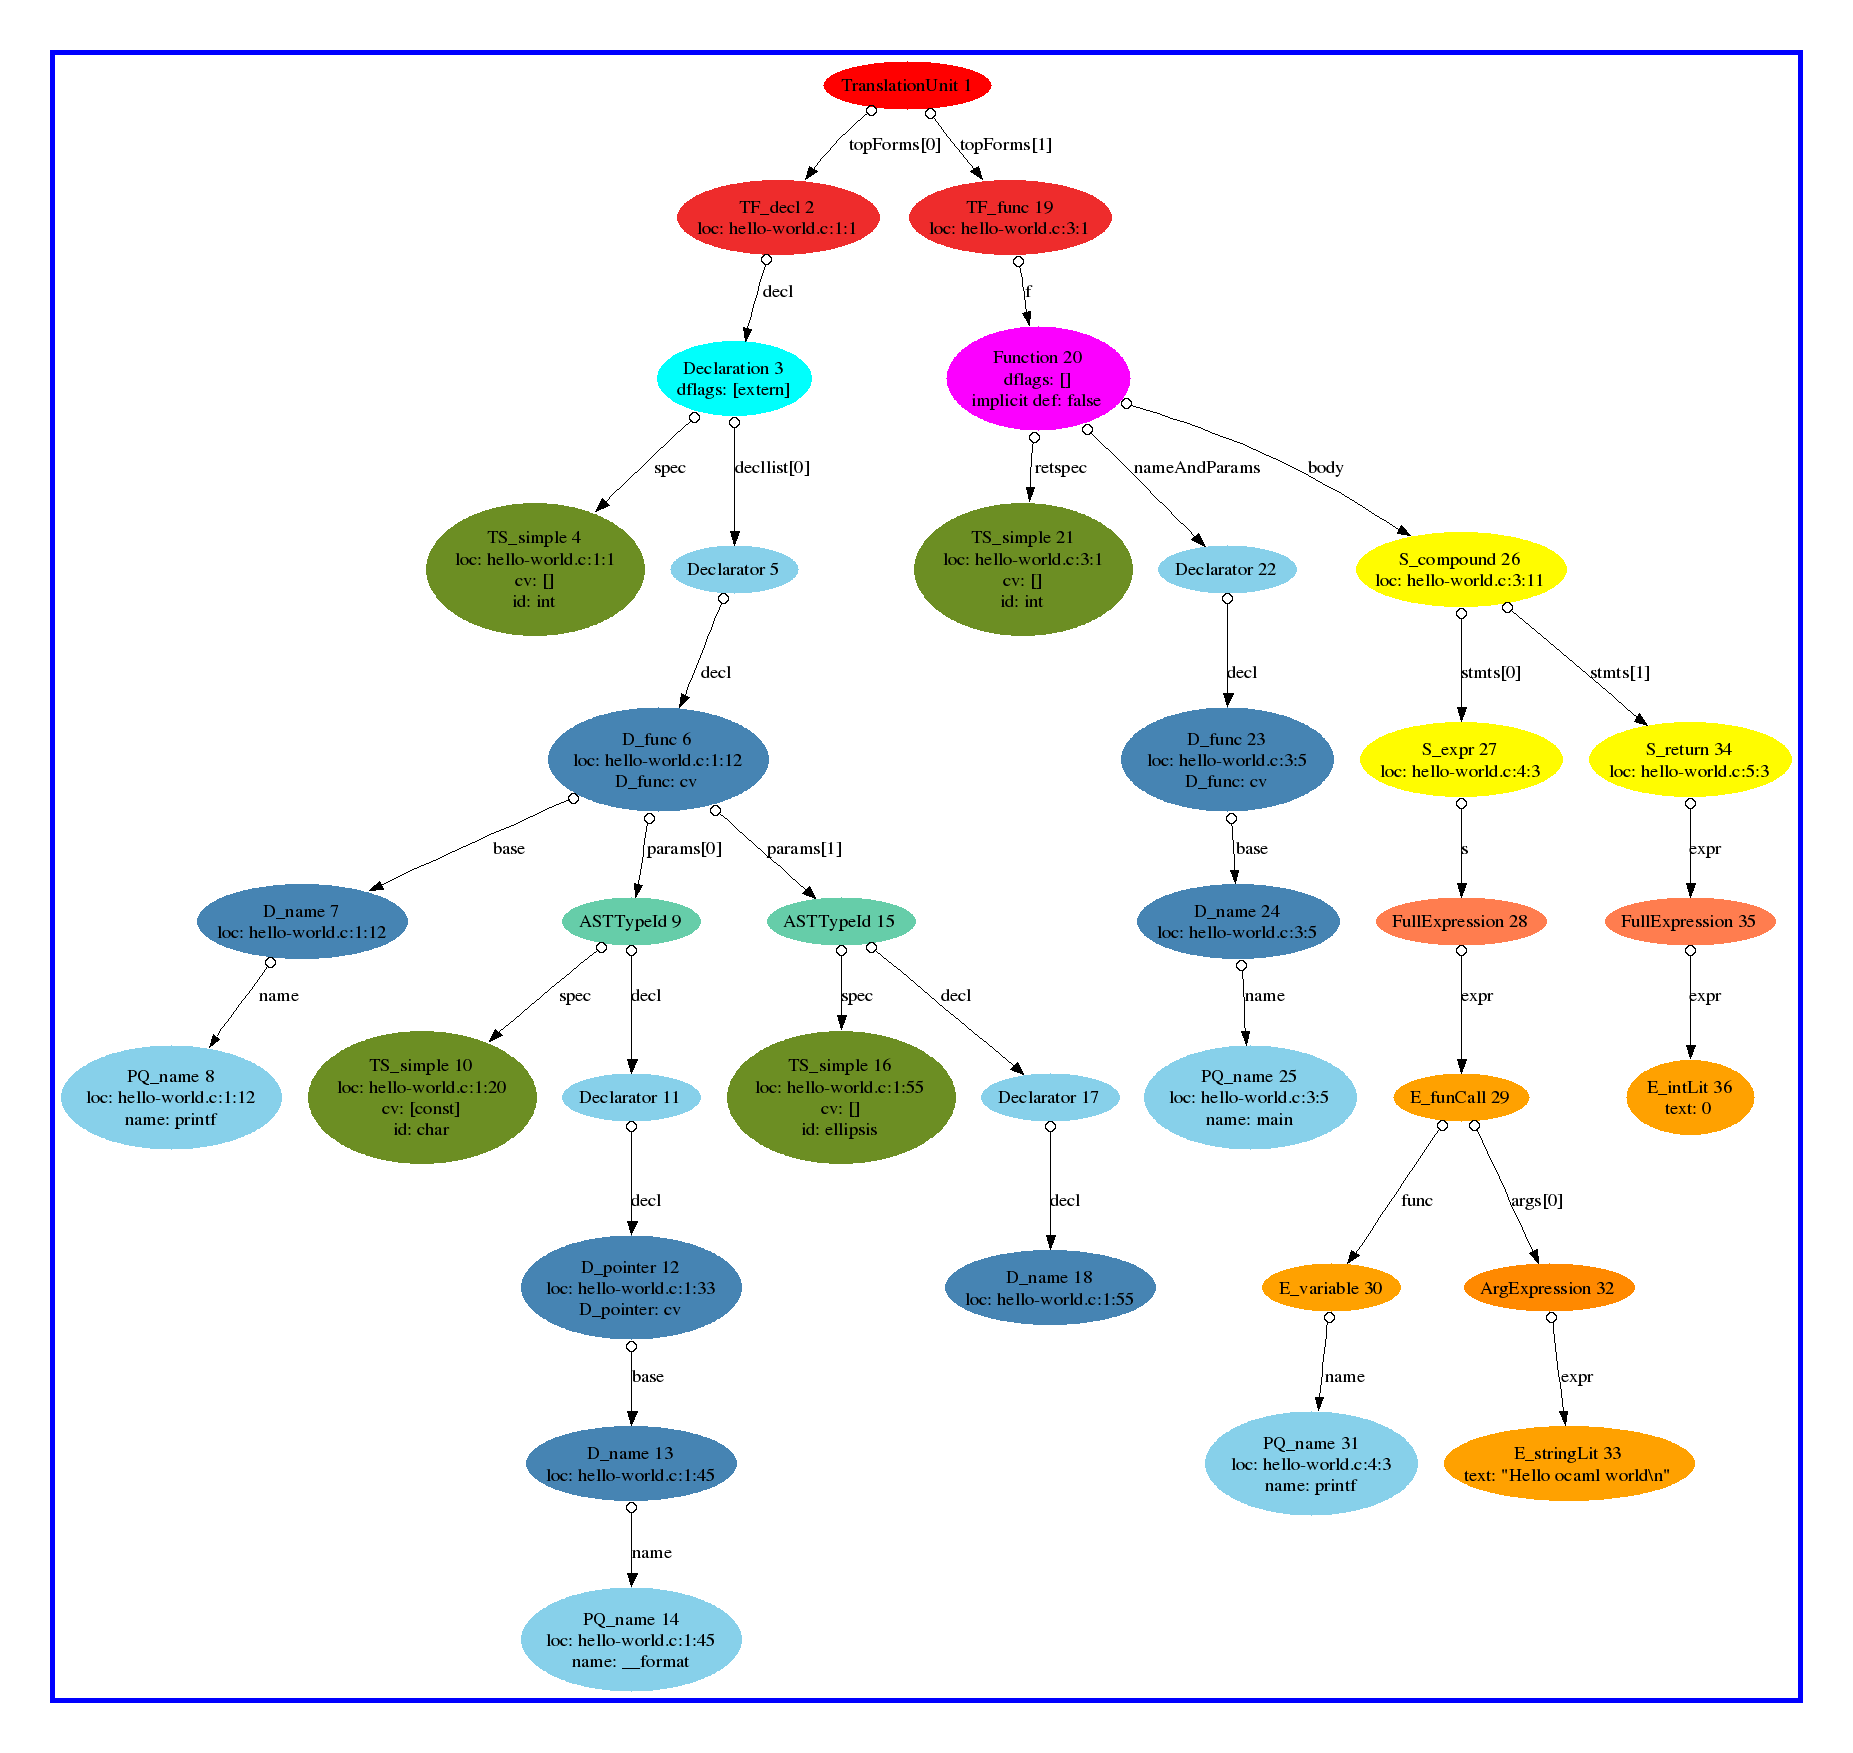 TranslationUnit 1
topForms[0]
topForms[1]
TF_decl 2
loc: hello-world.c:1:1
TF_func 19
loc: hello-world.c:3:1
decl
f
Declaration 3
dflags: [extern]
Function 20
dflags: []
implicit def: false
spec
decllist[0]
retspec
nameAndParams
body
TS_simple 4
loc: hello-world.c:1:1
cv: []
id: int
Declarator 5
TS_simple 21
loc: hello-world.c:3:1
cv: []
id: int
Declarator 22
S_compound 26
loc: hello-world.c:3:11
decl
decl
stmts[0]
stmts[1]
D_func 6
loc: hello-world.c:1:12
D_func: cv
D_func 23
loc: hello-world.c:3:5
D_func: cv
S_expr 27
loc: hello-world.c:4:3
S_return 34
loc: hello-world.c:5:3
base
params[0]
params[1]
base
s
expr
D_name 7
loc: hello-world.c:1:12
ASTTypeId 9
ASTTypeId 15
D_name 24
loc: hello-world.c:3:5
FullExpression 28
FullExpression 35
name
spec
decl
spec
decl
name
expr
expr
PQ_name 8
loc: hello-world.c:1:12
name: printf
TS_simple 10
loc: hello-world.c:1:20
cv: [const]
id: char
Declarator 11
TS_simple 16
loc: hello-world.c:1:55
cv: []
id: ellipsis
Declarator 17
PQ_name 25
loc: hello-world.c:3:5
name: main
E_funCall 29
E_intLit 36
text: 0
decl
decl
func
args[0]
D_pointer 12
loc: hello-world.c:1:33
D_pointer: cv
D_name 18
loc: hello-world.c:1:55
E_variable 30
ArgExpression 32
base
name
expr
D_name 13
loc: hello-world.c:1:45
PQ_name 31
loc: hello-world.c:4:3
name: printf
E_stringLit 33
text: "Hello ocaml world\n"
name
PQ_name 14
loc: hello-world.c:1:45
name: __format